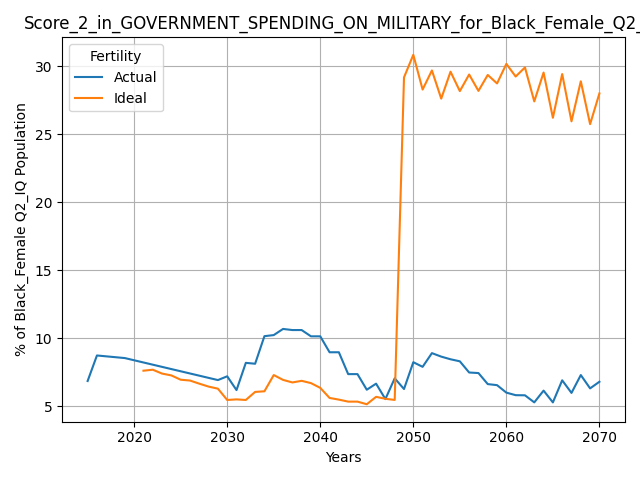 Score_2_in_GOVERNMENT_SPENDING_ON_MILITARY_for_Black_Female_Q2_
Fertility
Actual
Ideal
% of Black_Female Q2_IQ Population
30
25
20
15
10
5
2020 2030 2040 2050 2060 2070
Years